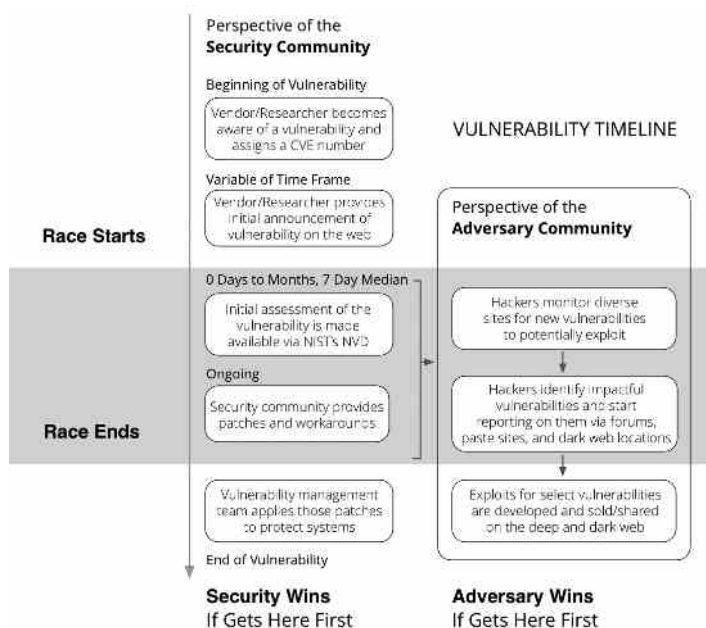 Perspective of the
Security Community
Beginning of Vulnerability
Vendor/Researcher becomes
aware of a vulnerability and
assigns a CVE number
VULNERABILITY TIMELINE
Variable of Time Frame
Vendor/Researcher provides
initial announcement of
vulnerability on the web
Race Starts
Perspective of the
Adversary Community
0 Days to Months, 7 Day Median
Initial assessment of the
vulnerability is made
available via NIST's NVD
Hackers monitor diverse
sites for new vulnerabilities
to potentially exploit
Ongoing
Security community provides
patches and workarounds
Race Ends
Hackers identify impactful
vulnerabilities and start
reporting on them via forums,
paste sites, and dark web locations
Vulnerability management
team applies those patches
to protect systems
Exploits for select vulnerabilities
are developed and sold/shared
on the deep and dark web
End of Vulnerability
Security Wins
If Gets Here First
Adversary Wins
If Gets Here First